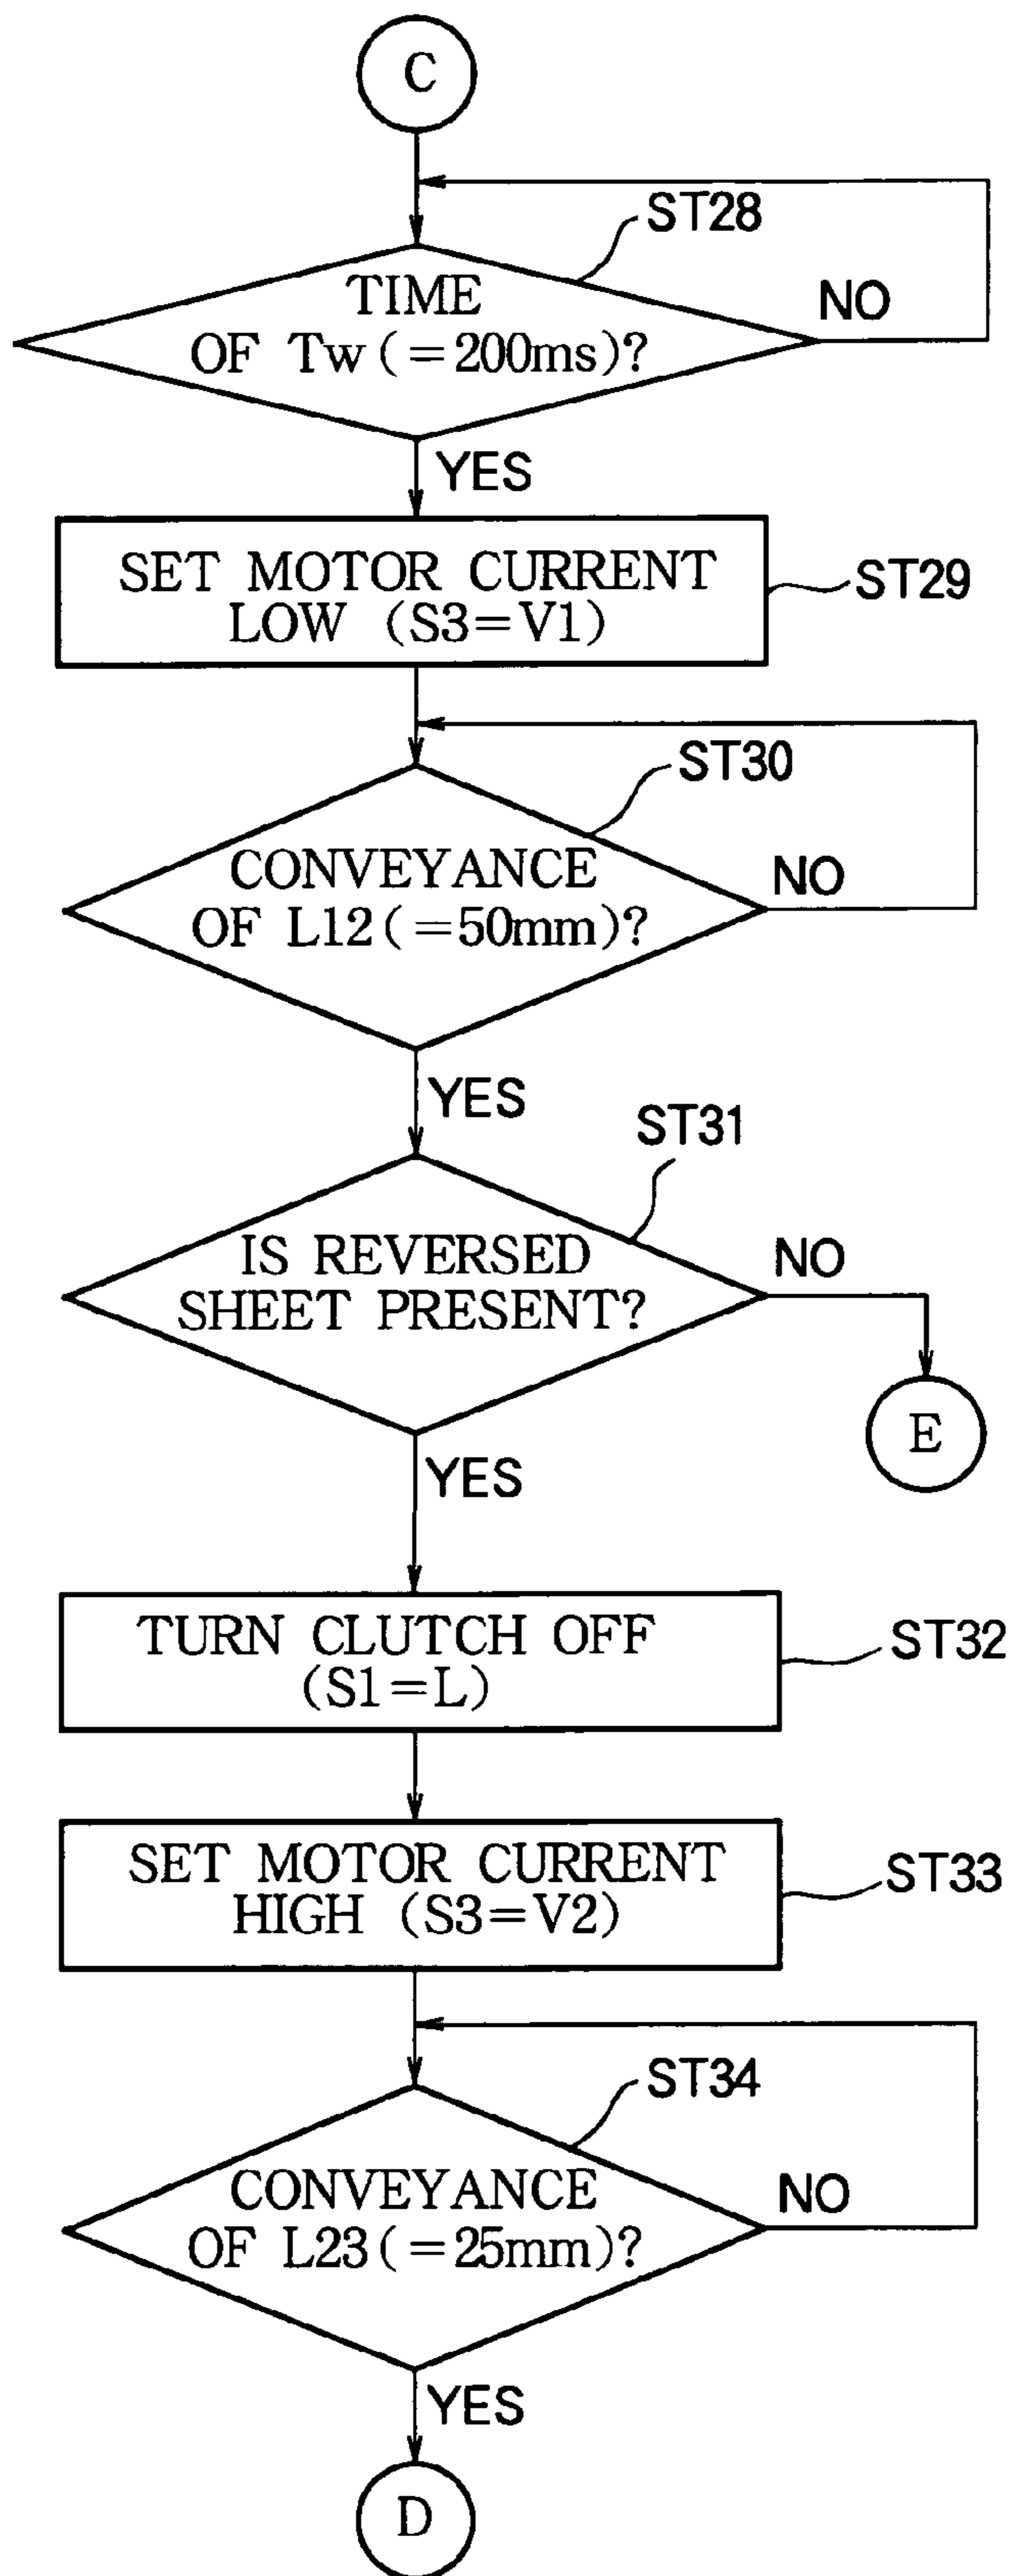 C
ST28
TIME
OF Tw(=200ms)?
NO
YES
SET MOTOR CURRENT
LOW (S3=V1)
ST29
ST30
CONVEYANCE
OF L12(=50mm)?
NO
YES
ST31
IS REVERSED
SHEET PRESENT?
NO
E
YES
TURN CLUTCH OFF
(S1=L)
ST32
SET MOTOR CURRENT
HIGH (S3=V2)
ST33
ST34
CONVEYANCE
OF L23(=25mm)?
NO
YES
D